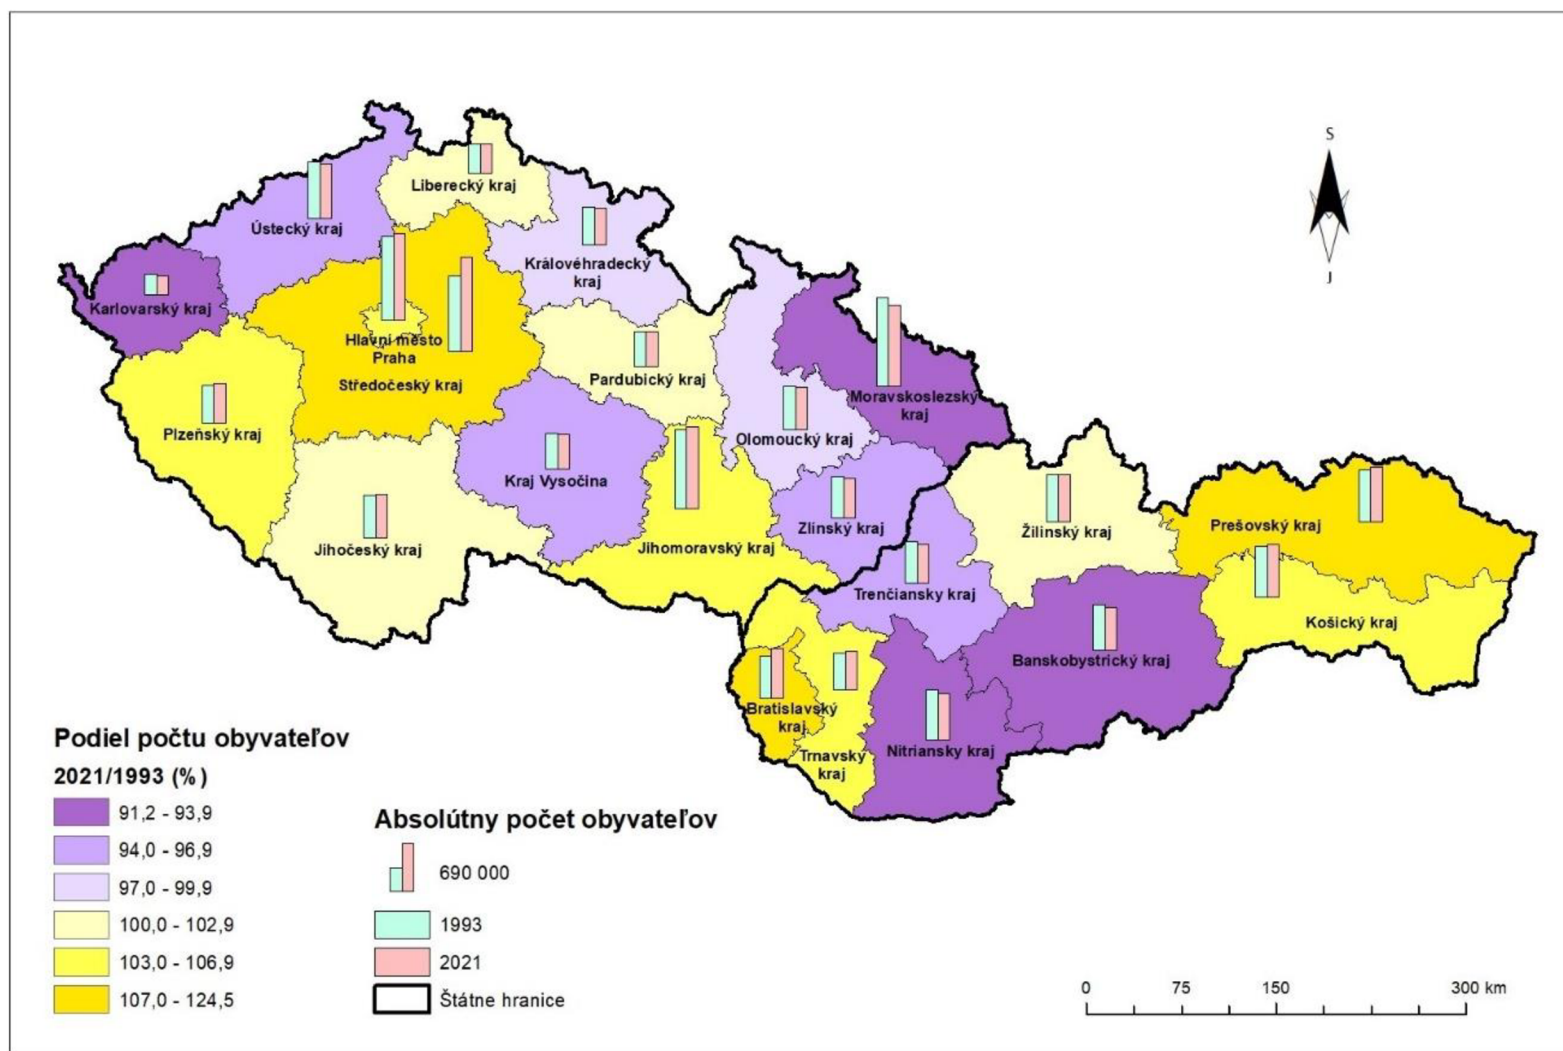 S
J
Liberecký kraj
Ústecký kraj
Královéhradecký
kraj
Karlovarský kraj
Hlavní město
Praha
Středočeský kraj
Pardubický kraj
Moravskoslezský
kraj
Plzeňský kraj
Olomoucký kraj
Kraj Vysočina
Zlínský kraj
Jihočeský kraj
Jihomoravský kraj
Žilinský kraj
Prešovský kraj
Trenčiansky kraj
Košický kraj
Banskobystrický kraj
Bratislavský
kraj
Trnavský
kraj
Nitriansky kraj
Podiel počtu obyvateľov
2021/1993 (%)
91,2 - 93,9
94,0 - 96,9
97,0 - 99,9
100,0 - 102,9
103,0 - 106,9
107,0 - 124,5
Absolútny počet obyvateľov
690 000
1993
2021
Štátne hranice
0 75 150 300 km